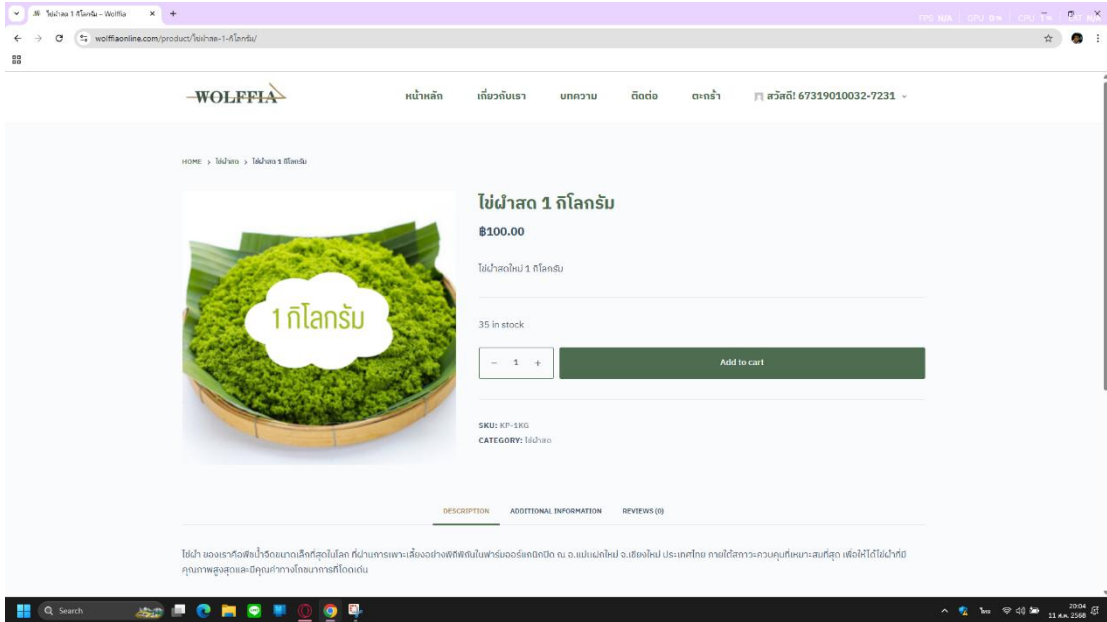 ไข่ผำสด 1 กิโลกรัม – Wolffia
FPS N/A | GPU 0% | CPU 7% | LAT N/A
wolffiaonline.com/product/ไข่ผำสด-1-กิโลกรัม/
WOLFFIA
หน้าหลัก เกี่ยวกับเรา บทความ ติดต่อ ตะกร้า สวัสดี! 67319010032-7231
HOME > ไข่ผำสด > ไข่ผำสด 1 กิโลกรัม
ไข่ผำสด 1 กิโลกรัม
฿100.00
ไข่ผำสดใหม่ 1 กิโลกรัม
1 กิโลกรัม
35 in stock
− 1 + Add to cart
SKU: KP-1KG
CATEGORY: ไข่ผำสด
DESCRIPTION ADDITIONAL INFORMATION REVIEWS (0)
ไข่ผำ ของเราคือพืชน้ำจืดขนาดเล็กที่สุดในโลก ที่ผ่านการเพาะเลี้ยงอย่างพิถีพิถันในฟาร์มออร์แกนิกปิด ณ อ.แม่แฝกใหม่ จ.เชียงใหม่ ประเทศไทย ภายใต้สภาวะควบคุมที่เหมาะสมที่สุด เพื่อให้ได้ไข่ผำที่มี
คุณภาพสูงสุดและมีคุณค่าทางโภชนาการที่โดดเด่น
Search
ไทย 20:04
11 ส.ค. 2568